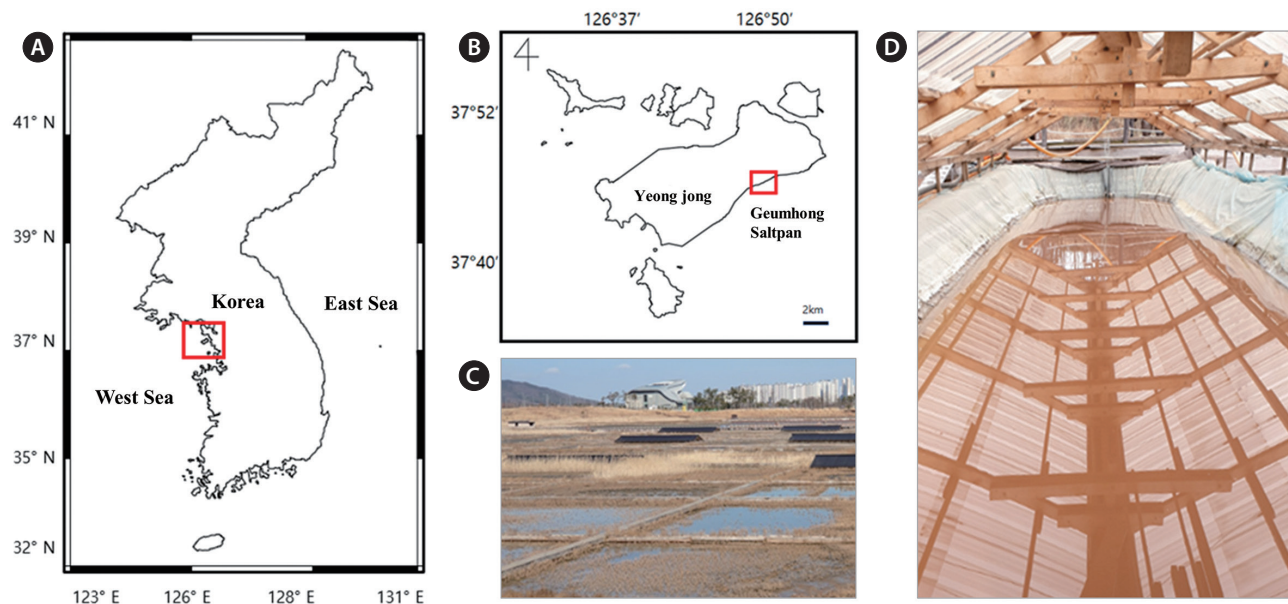 A
41° N
39° N
37° N
35° N
32° N
123° E
126° E
128° E
131° E
Korea
East Sea
West Sea
B
126°37′
126°50′
37°52′
37°40′
Yeong jong
Geumhong
Saltpan
2km
C
D